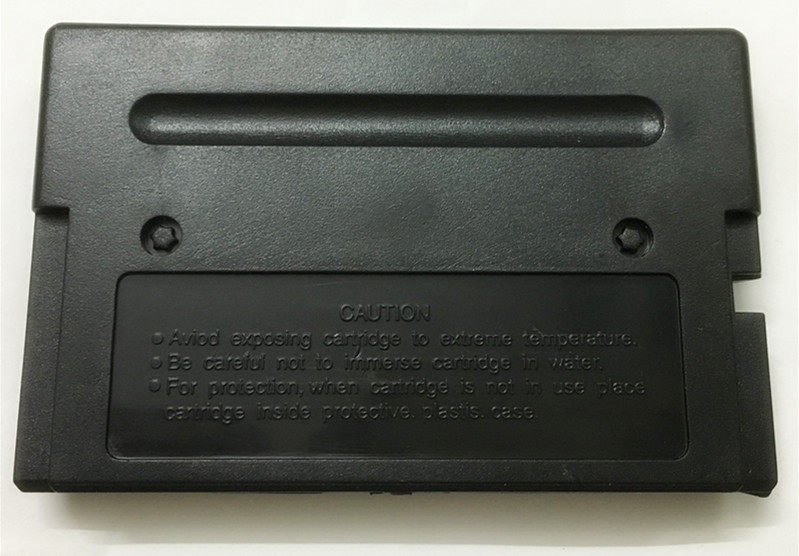 CAUTION
● Aviod exposing cartridge to extreme temperature.
● Be careful not to immerse cartridge in water.
● For protection, when cartridge is not in use place
cartridge inside protective. plastis. case.